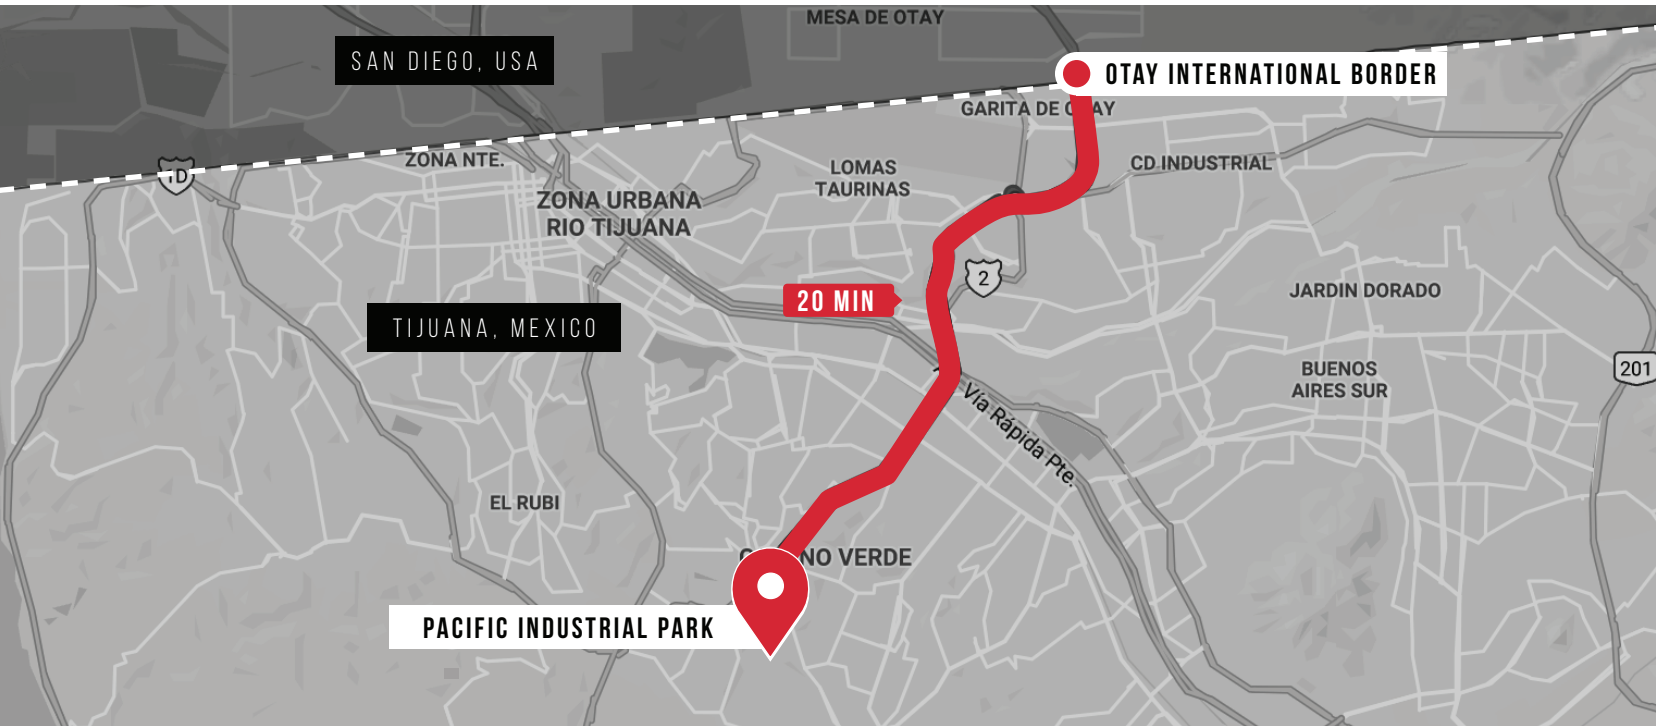 MESA DE OTAY
SAN DIEGO, USA
OTAY INTERNATIONAL BORDER
GARITA DE OTAY
ZONA NTE.
1D
LOMAS
TAURINAS
CD INDUSTRIAL
ZONA URBANA
RIO TIJUANA
2
JARDIN DORADO
20 MIN
TIJUANA, MEXICO
BUENOS
AIRES SUR
201
Vía Rápida Pte.
EL RUBI
NO VERDE
PACIFIC INDUSTRIAL PARK